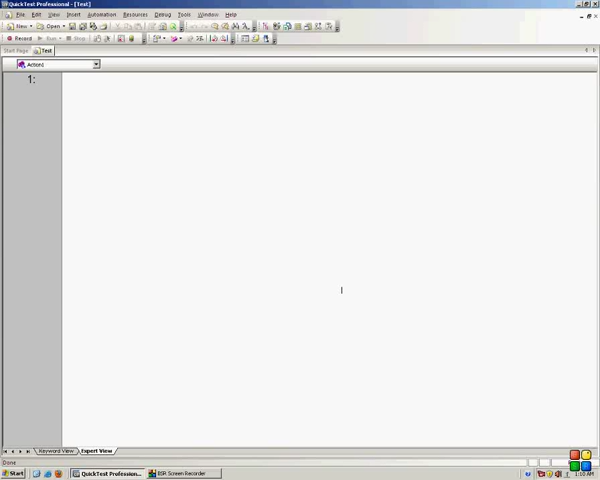 QuickTest Professional - [Test]
File Edit View Insert Automation Resources Debug Tools Window Help
New Open
Record Run Stop
Start Page Test
Action1
1:
Keyword View Expert View
Done
Start QuickTest Profession... BSR Screen Recorder 1:10 AM